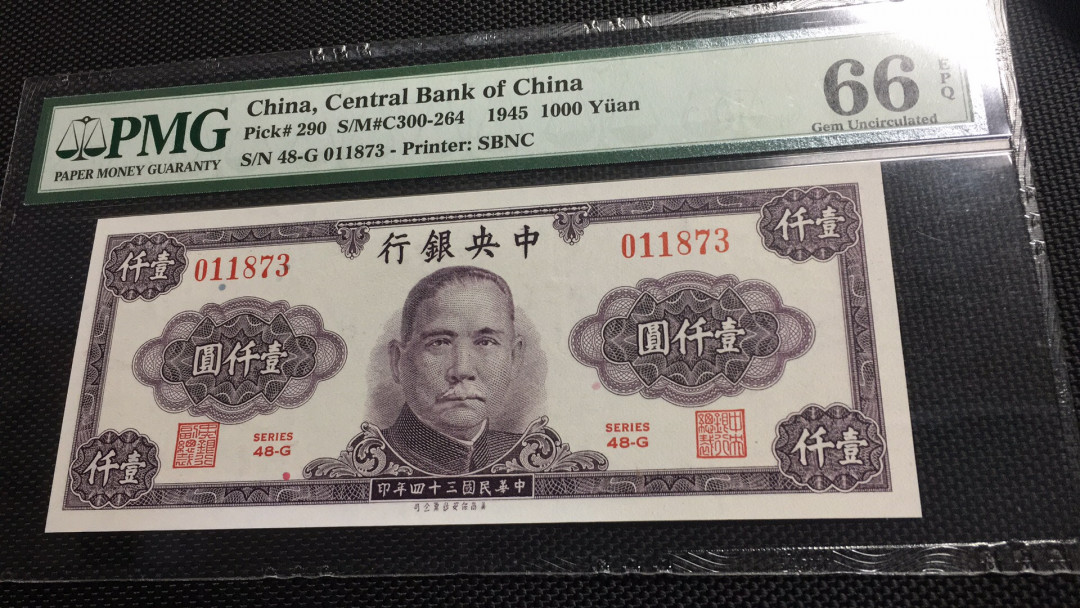 China, Central Bank of China
Pick# 290 S/M#C300-264 1945 1000 Yüan
S/N 48-G 011873 - Printer: SBNC
PMG
PAPER MONEY GUARANTY
66
EPQ
Gem Uncirculated
行銀央中
仟壹
仟壹
011873
011873
圓仟壹
圓仟壹
SERIES
48-G
SERIES
48-G
仟壹
仟壹
印年四十三國民華中